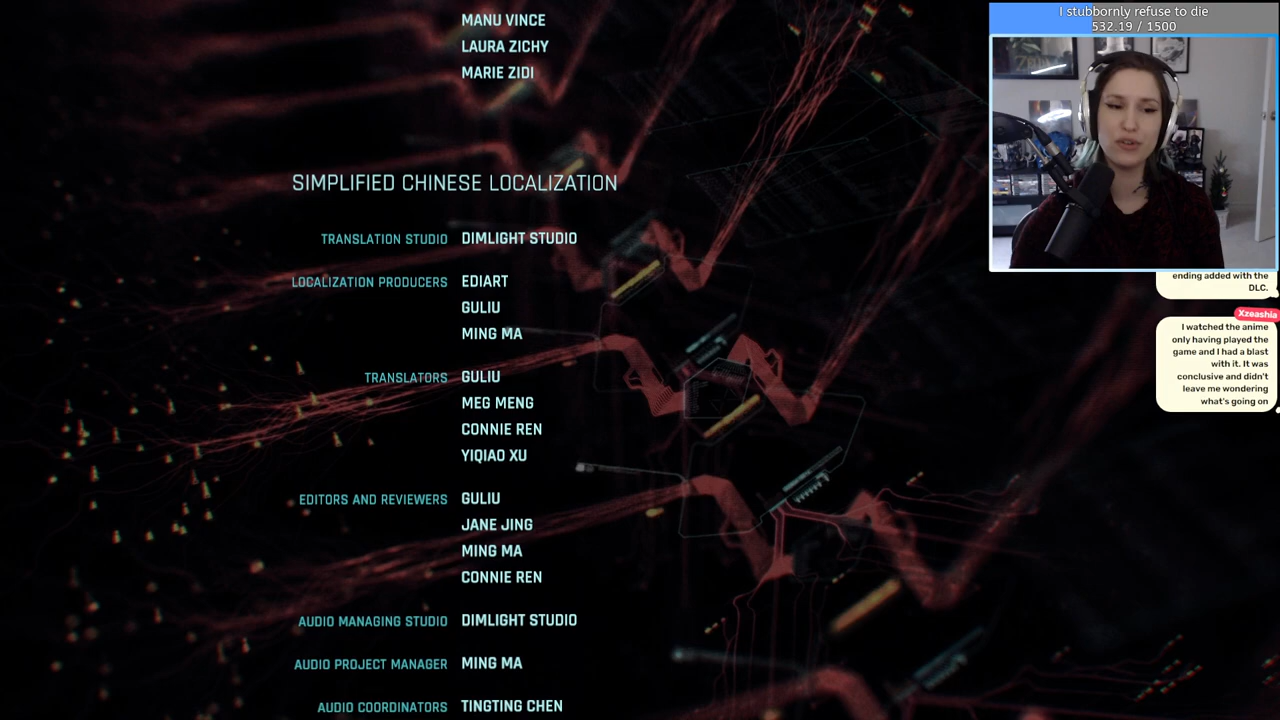 MANU VINCE
LAURA ZICHY
MARIE ZIDI
SIMPLIFIED CHINESE LOCALIZATION
TRANSLATION STUDIO DIMLIGHT STUDIO
LOCALIZATION PRODUCERS EDIART
GULIU
MING MA
TRANSLATORS GULIU
MEG MENG
CONNIE REN
YIQIAO XU
EDITORS AND REVIEWERS GULIU
JANE JING
MING MA
CONNIE REN
AUDIO MANAGING STUDIO DIMLIGHT STUDIO
AUDIO PROJECT MANAGER MING MA
AUDIO COORDINATORS TINGTING CHEN
I stubbornly refuse to die
532.19 / 1500
ending added with the
DLC.
Xzeashia
I watched the anime
only having played the
game and I had a blast
with it. It was
conclusive and didn't
leave me wondering
what's going on